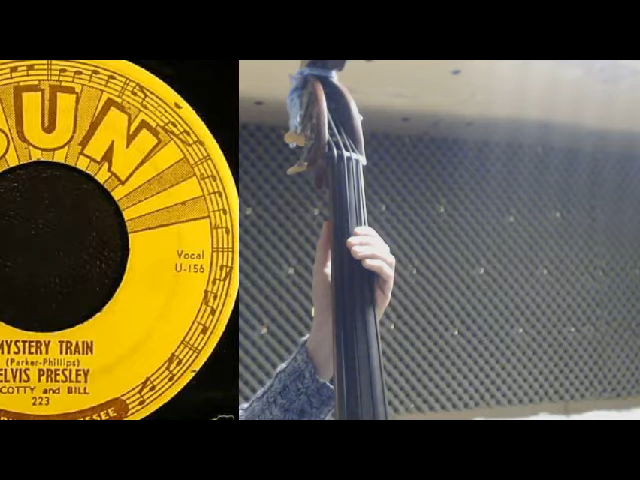 SUN
Vocal
U-156
MYSTERY TRAIN
(Parker-Phillips)
ELVIS PRESLEY
SCOTTY and BILL
223